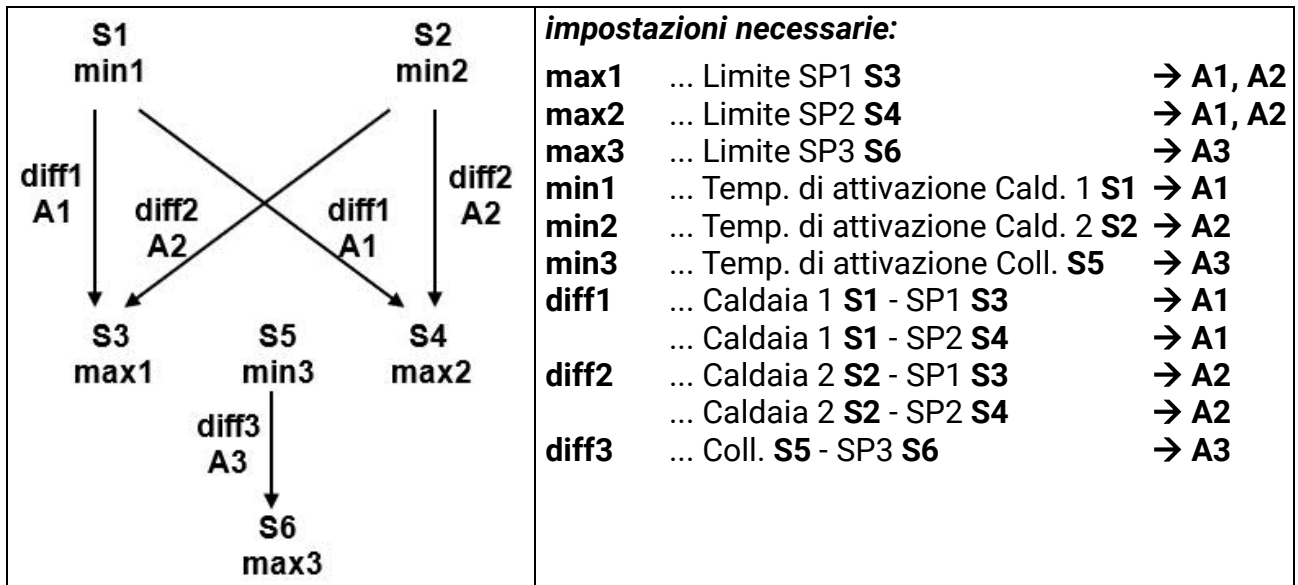 S1 S2
min1 min2
diff1 diff2
A1 diff2 diff1 A2
A2 A1
S3 S5 S4
max1 min3 max2
diff3
A3
S6
max3
impostazioni necessarie:
max1 ... Limite SP1 S3 → A1, A2
max2 ... Limite SP2 S4 → A1, A2
max3 ... Limite SP3 S6 → A3
min1 ... Temp. di attivazione Cald. 1 S1 → A1
min2 ... Temp. di attivazione Cald. 2 S2 → A2
min3 ... Temp. di attivazione Coll. S5 → A3
diff1 ... Caldaia 1 S1 - SP1 S3 → A1
... Caldaia 1 S1 - SP2 S4 → A1
diff2 ... Caldaia 2 S2 - SP1 S3 → A2
... Caldaia 2 S2 - SP2 S4 → A2
diff3 ... Coll. S5 - SP3 S6 → A3